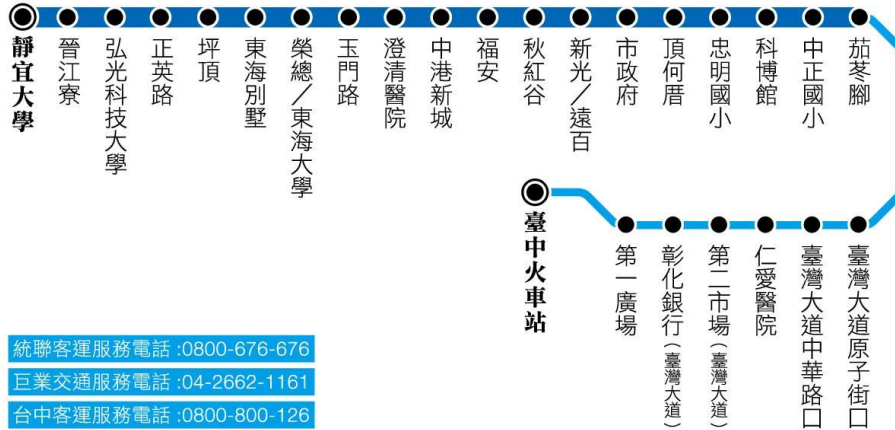 靜宜大學
晉江寮
弘光科技大學
正英路
坪頂
東海別墅
榮總／東海大學
玉門路
澄清醫院
中港新城
福安
秋紅谷
新光／遠百
市政府
頂何厝
忠明國小
科博館
中正國小
茄苳腳
臺中火車站
第一廣場
彰化銀行（臺灣大道）
第二市場（臺灣大道）
仁愛醫院
臺灣大道中華路口
臺灣大道原子街口
統聯客運服務電話:0800-676-676
巨業交通服務電話:04-2662-1161
台中客運服務電話:0800-800-126